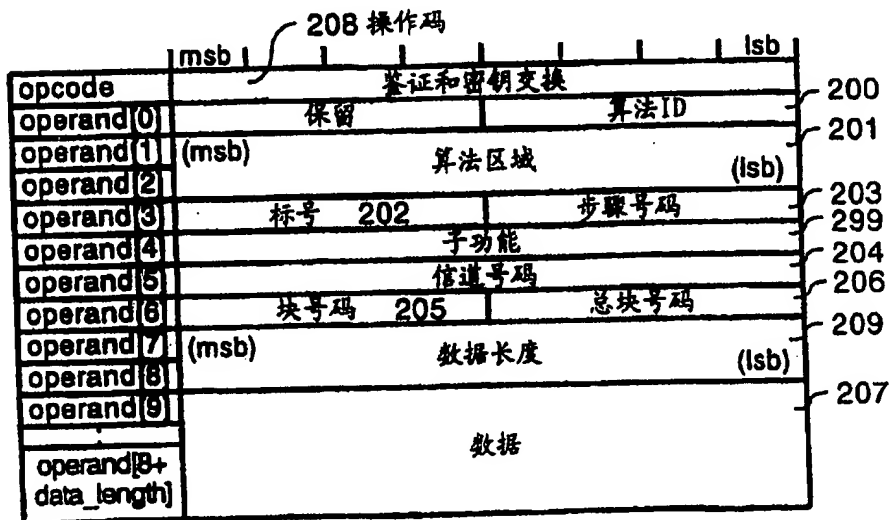 208 操作码
msb lsb
opcode 鉴证和密钥交换
operand[0] 保留 算法ID 200
operand[1] (msb) 算法区域 (lsb) 201
operand[2]
operand[3] 标号 202 步骤号码 203
operand[4] 子功能 299
operand[5] 信道号码 204
operand[6] 块号码 205 总块号码 206
operand[7] (msb) 数据长度 (lsb) 209
operand[8]
operand[9] 数据 207
operand[8+
data_length]